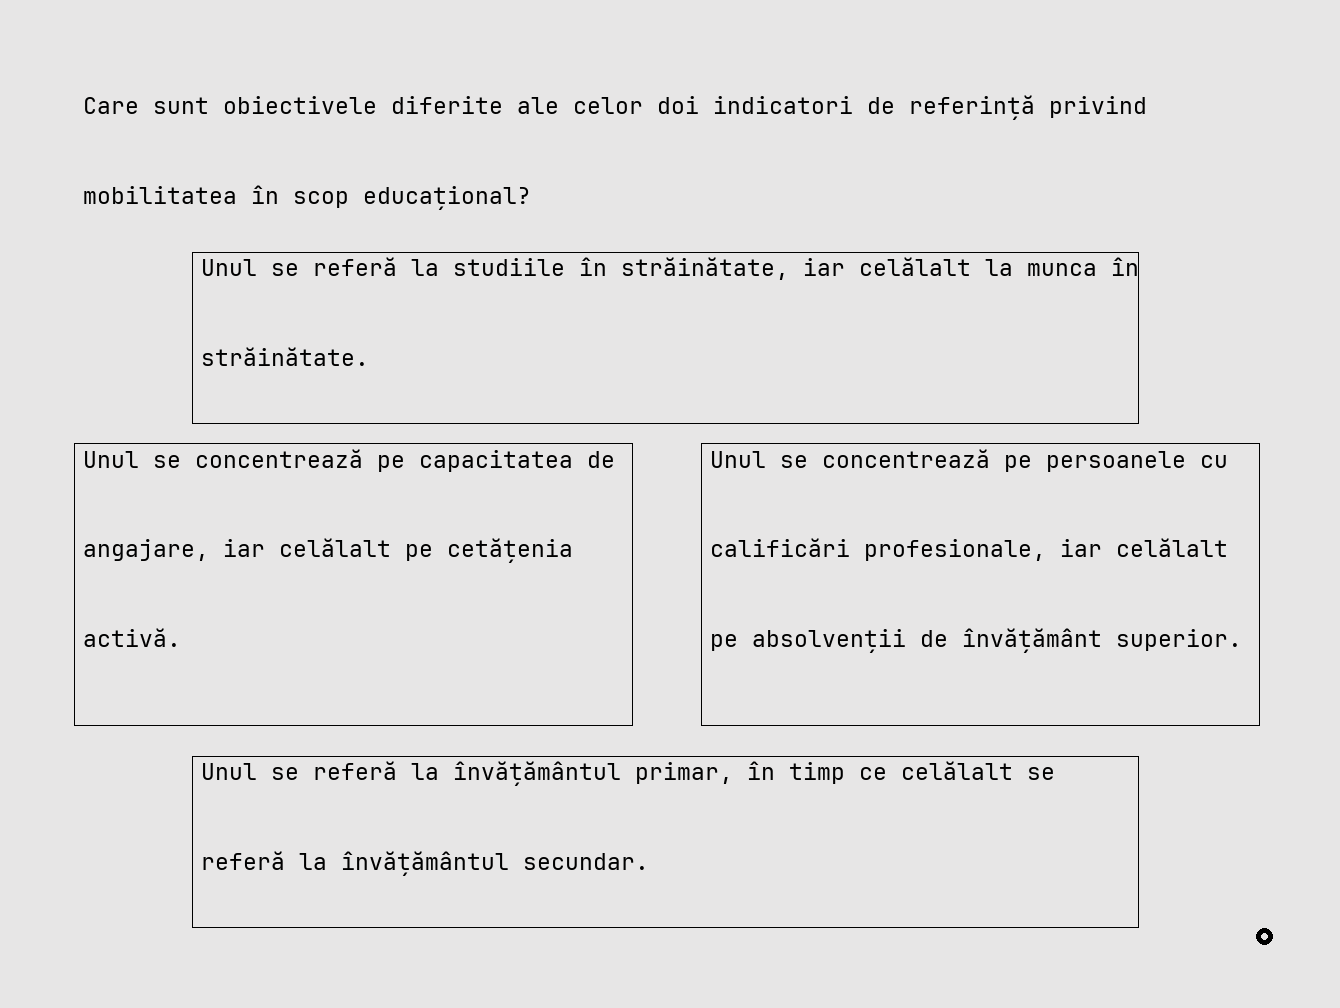 Care sunt obiectivele diferite ale celor doi indicatori de referință privind
mobilitatea în scop educațional?
Unul se referă la studiile în străinătate, iar celălalt la munca în
străinătate.
Unul se concentrează pe capacitatea de
angajare, iar celălalt pe cetățenia
activă.
Unul se concentrează pe persoanele cu
calificări profesionale, iar celălalt
pe absolvenții de învățământ superior.
Unul se referă la învățământul primar, în timp ce celălalt se
referă la învățământul secundar.